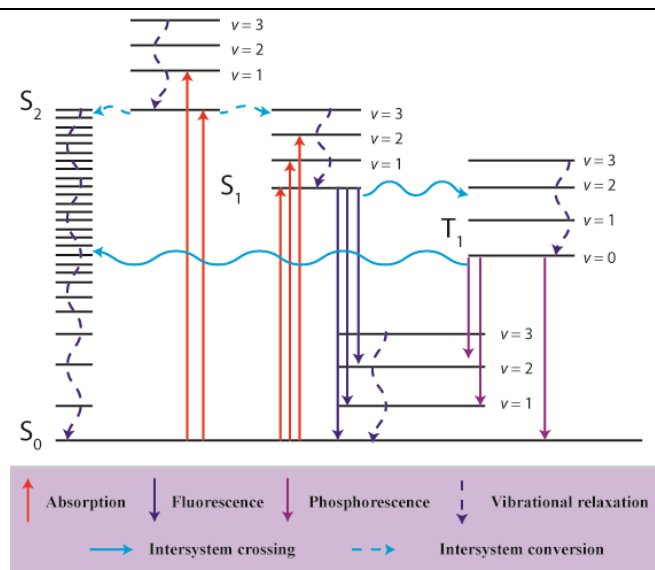 v = 3
v = 2
v = 1
S2
v = 3
v = 2
v = 1
S1
v = 3
v = 2
T1
v = 1
v = 0
v = 3
v = 2
v = 1
S0
Absorption Fluorescence Phosphorescence Vibrational relaxation
Intersystem crossing Intersystem conversion